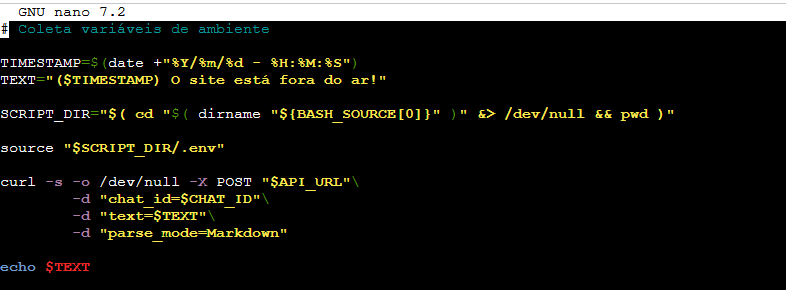 GNU nano 7.2
# Coleta variáveis de ambiente
TIMESTAMP=$(date +"%Y/%m/%d - %H:%M:%S")
TEXT="($TIMESTAMP) O site está fora do ar!"
SCRIPT_DIR="$( cd "$( dirname "${BASH_SOURCE[0]}" )" &> /dev/null && pwd )"
source "$SCRIPT_DIR/.env"
curl -s -o /dev/null -X POST "$API_URL"\
-d "chat_id=$CHAT_ID"\
-d "text=$TEXT"\
-d "parse_mode=Markdown"
echo $TEXT